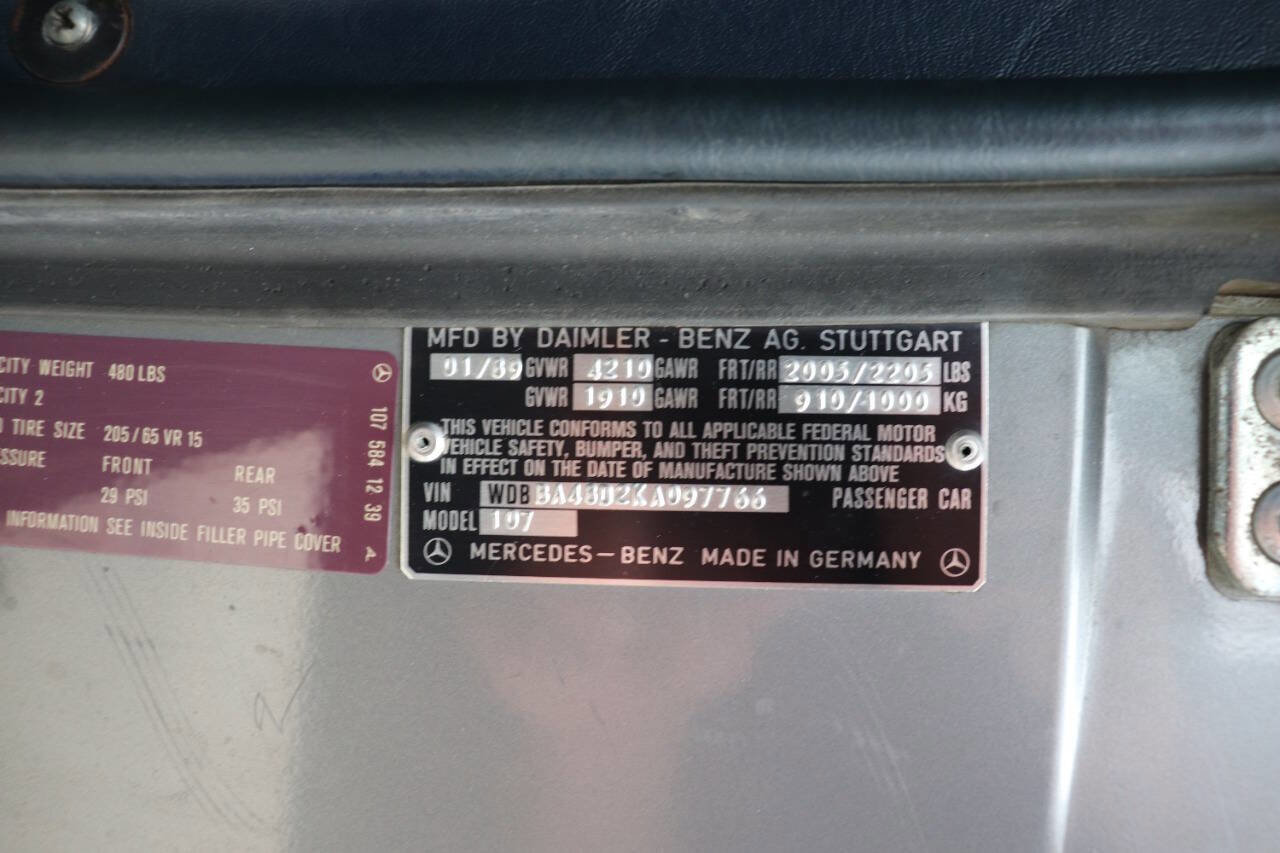 CITY WEIGHT 480 LBS
CITY 2
TIRE SIZE 205/65 VR 15
SSURE FRONT REAR
29 PSI 35 PSI
INFORMATION SEE INSIDE FILLER PIPE COVER
107 584 12 39 A
MFD BY DAIMLER - BENZ AG. STUTTGART
01/89 GVWR 4210 GAWR FRT/RR 2005/2205 LBS
GVWR 1910 GAWR FRT/RR 910/1000 KG
THIS VEHICLE CONFORMS TO ALL APPLICABLE FEDERAL MOTOR
VEHICLE SAFETY, BUMPER, AND THEFT PREVENTION STANDARDS
IN EFFECT ON THE DATE OF MANUFACTURE SHOWN ABOVE
VIN WDBBA48D2KA097766 PASSENGER CAR
MODEL 107
MERCEDES - BENZ MADE IN GERMANY